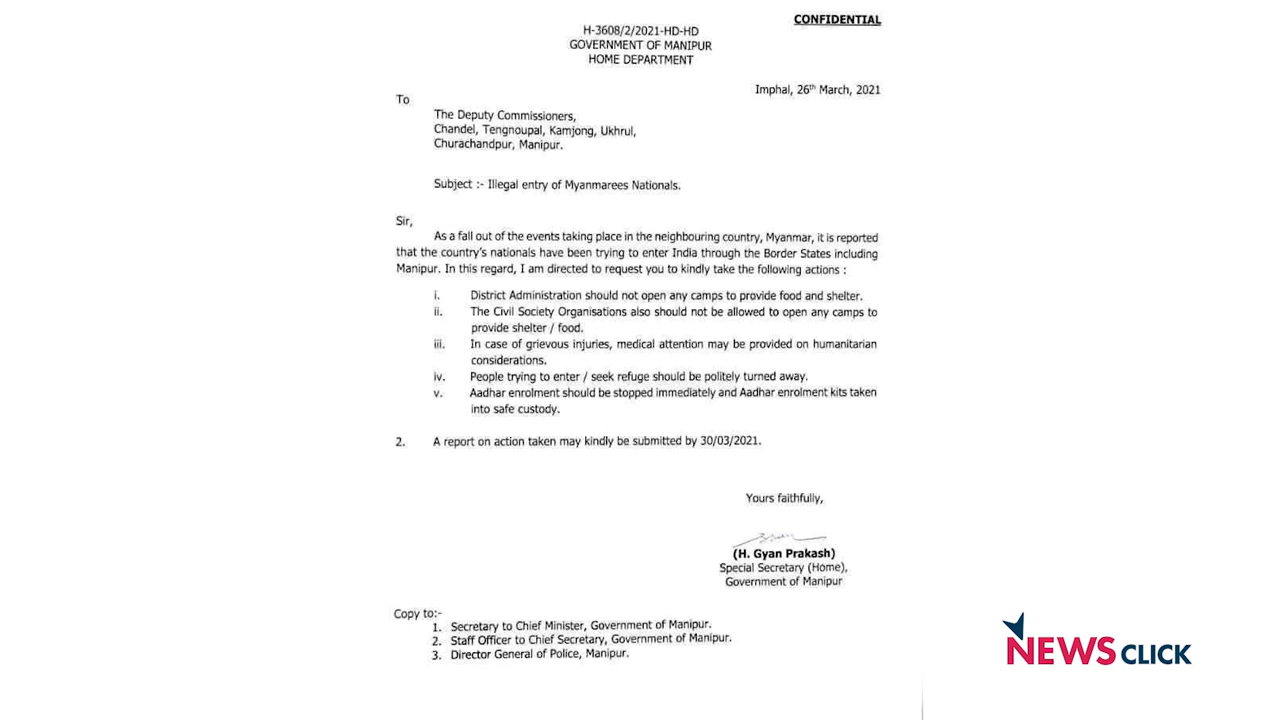 CONFIDENTIAL
H-3608/2/2021-HD-HD
GOVERNMENT OF MANIPUR
HOME DEPARTMENT
Imphal, 26th March, 2021
To
The Deputy Commissioners,
Chandel, Tengnoupal, Kamjong, Ukhrul,
Churachandpur, Manipur.
Subject :- Illegal entry of Myanmarees Nationals.
Sir,
As a fall out of the events taking place in the neighbouring country, Myanmar, it is reported
that the country's nationals have been trying to enter India through the Border States including
Manipur. In this regard, I am directed to request you to kindly take the following actions :
i. District Administration should not open any camps to provide food and shelter.
ii. The Civil Society Organisations also should not be allowed to open any camps to
provide shelter / food.
iii. In case of grievous injuries, medical attention may be provided on humanitarian
considerations.
iv. People trying to enter / seek refuge should be politely turned away.
v. Aadhar enrolment should be stopped immediately and Aadhar enrolment kits taken
into safe custody.
2. A report on action taken may kindly be submitted by 30/03/2021.
Yours faithfully,
(H. Gyan Prakash)
Special Secretary (Home),
Government of Manipur
Copy to:-
1. Secretary to Chief Minister, Government of Manipur.
2. Staff Officer to Chief Secretary, Government of Manipur.
3. Director General of Police, Manipur.
NEWS CLICK